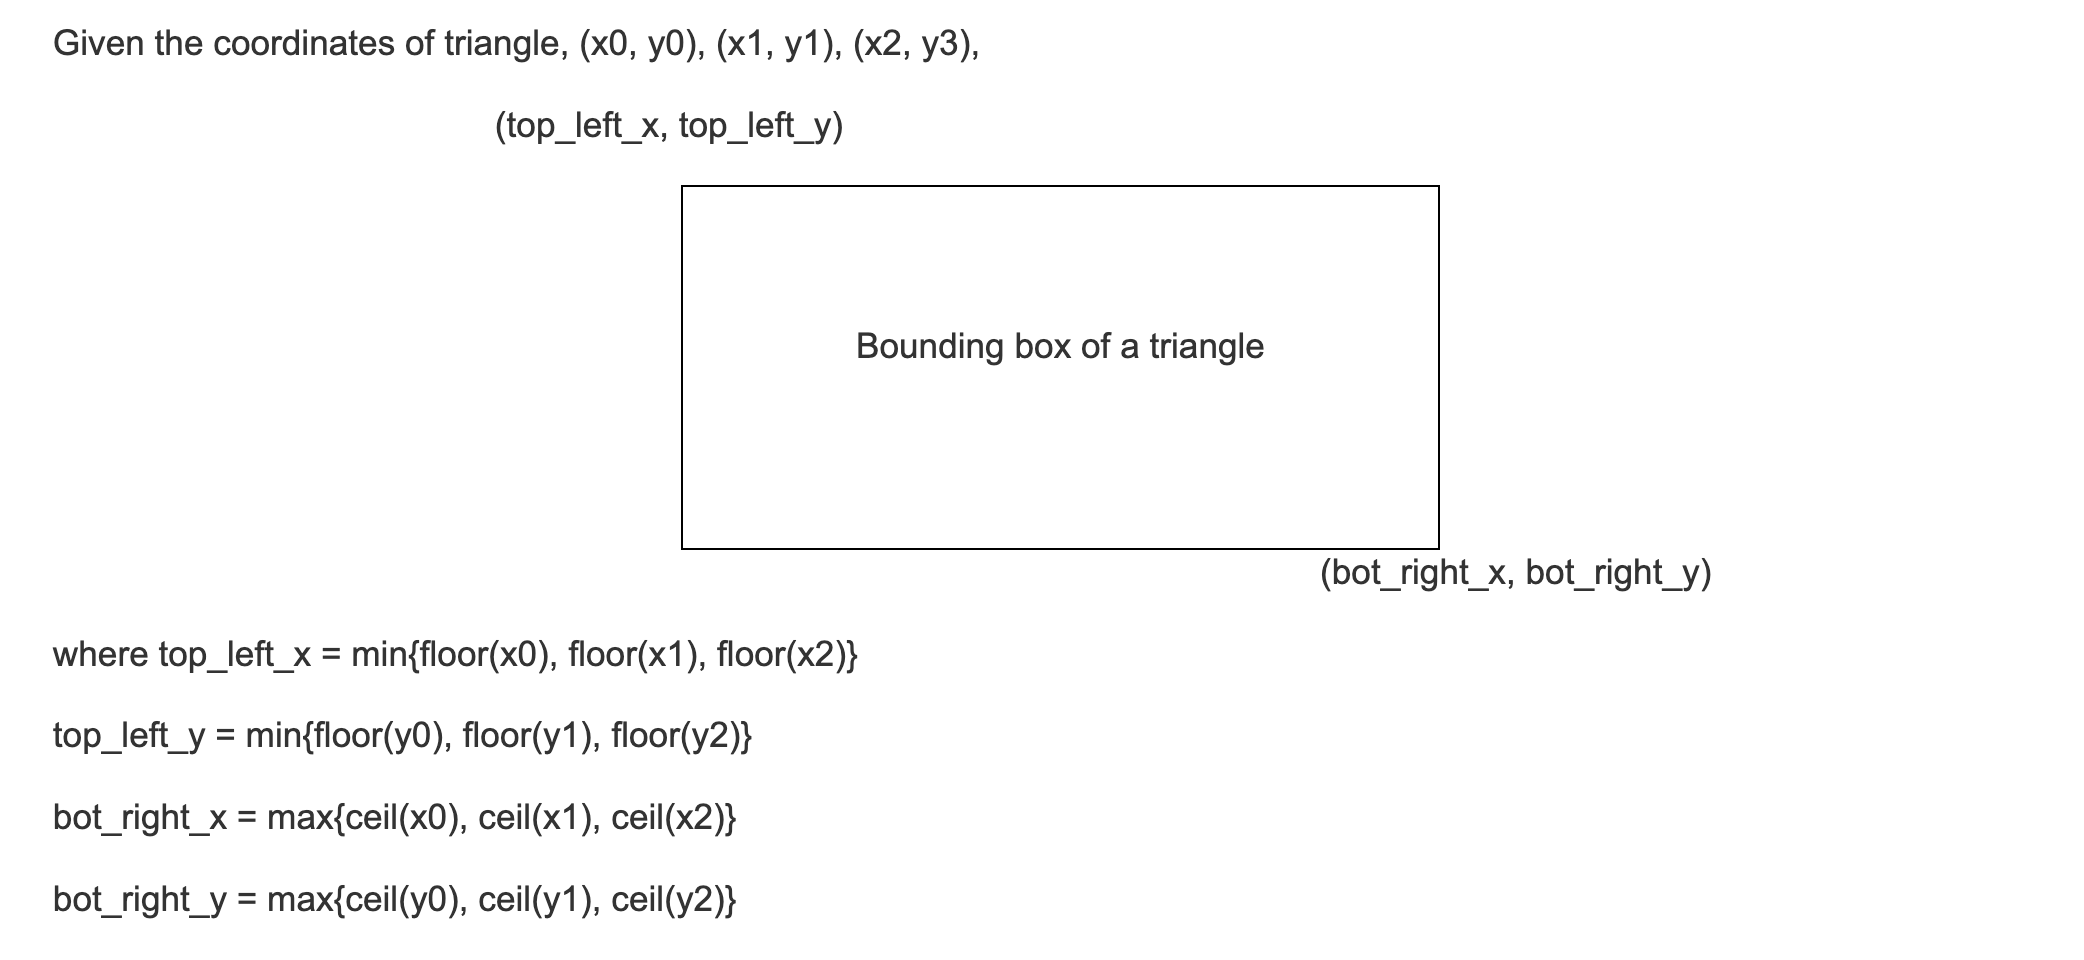 Given the coordinates of triangle, (x0, y0), (x1, y1), (x2, y3),
(top_left_x, top_left_y)
Bounding box of a triangle
(bot_right_x, bot_right_y)
where top_left_x = min{floor(x0), floor(x1), floor(x2)}
top_left_y = min{floor(y0), floor(y1), floor(y2)}
bot_right_x = max{ceil(x0), ceil(x1), ceil(x2)}
bot_right_y = max{ceil(y0), ceil(y1), ceil(y2)}